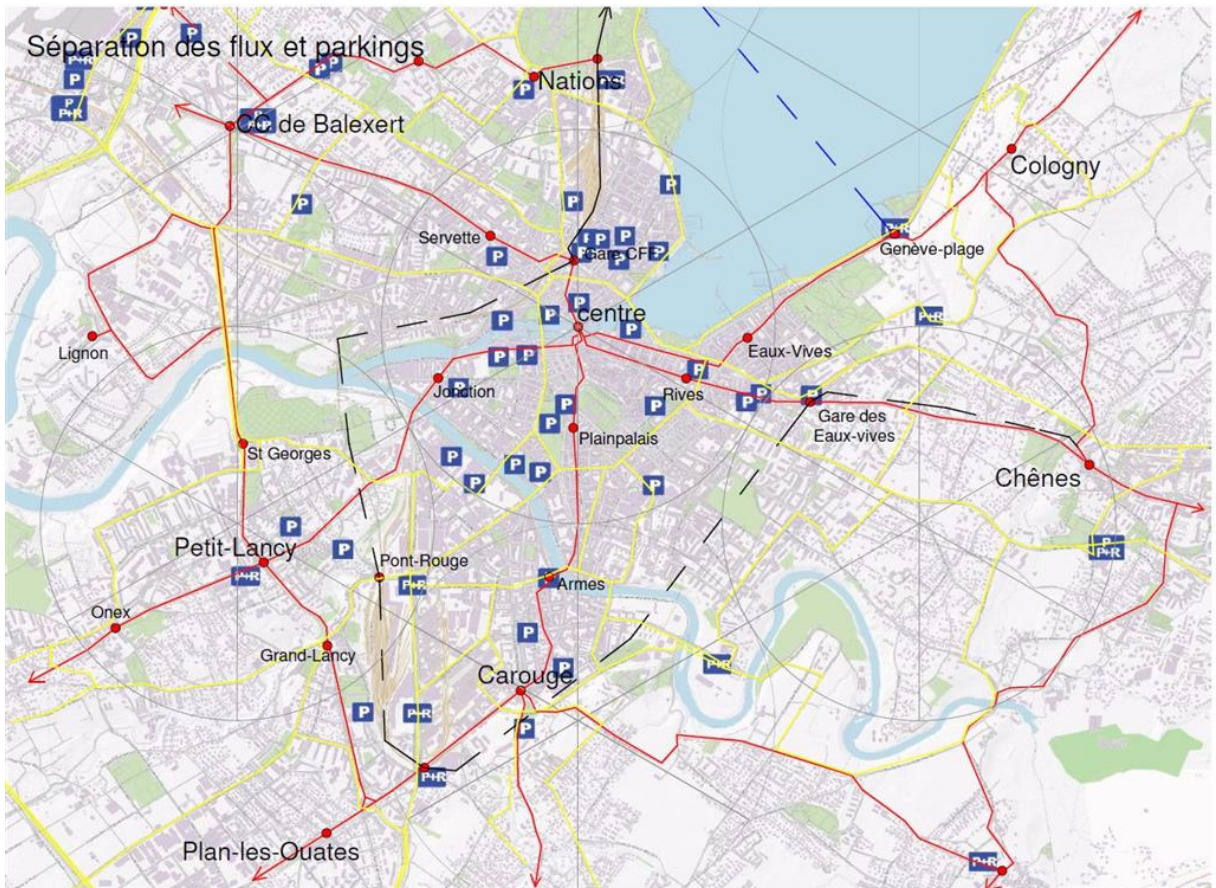 P
P
P+R
P
P
P+R
Séparation des flux et parkings
P
P
Nations
P
P
CC de Balexert
Cologny
P
P
P
Servette
P
P
P
P
P
P
P
Gare CFF
P+R
Genève-plage
P
centre
P
P
P
P+R
Lignon
P
P
Eaux-Vives
Jonction
P
P
Rives
P
P
P
P
Gare des
Eaux-vives
P
P
Plainpalais
St Georges
P
P
P
P
P
Chênes
P
P
P
P+R
Petit-Lancy
P+R
Pont-Rouge
P+R
Armes
Onex
Grand-Lancy
P
P
P+R
Carouge
P
P+R
P
P+R
Plan-les-Ouates
P+R